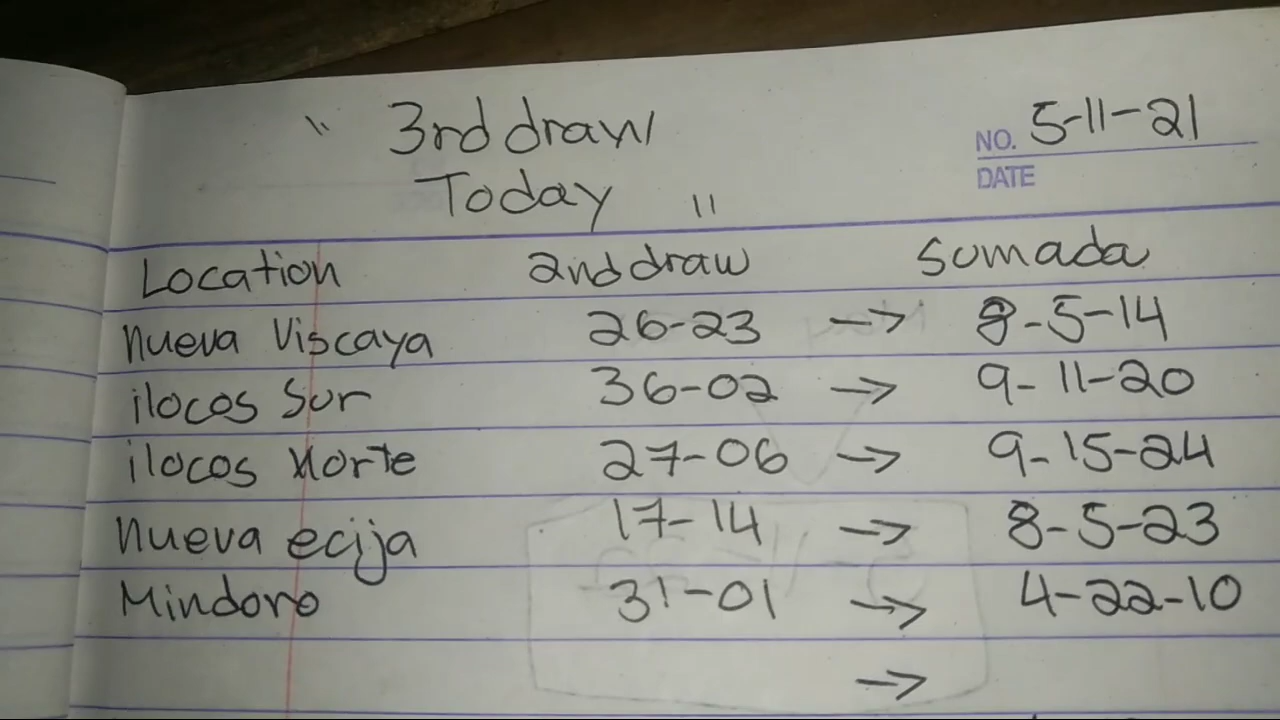 " 3rd draw
NO. 5-11-21
Today "
DATE
Location 2nd draw Sumada
Nueva Viscaya 26-23 → 8-5-14
ilocos Sur 36-02 → 9-11-20
ilocos Norte 27-06 → 9-15-24
Nueva ecija 17-14 → 8-5-23
Mindoro 31-01 → 4-22-10
→